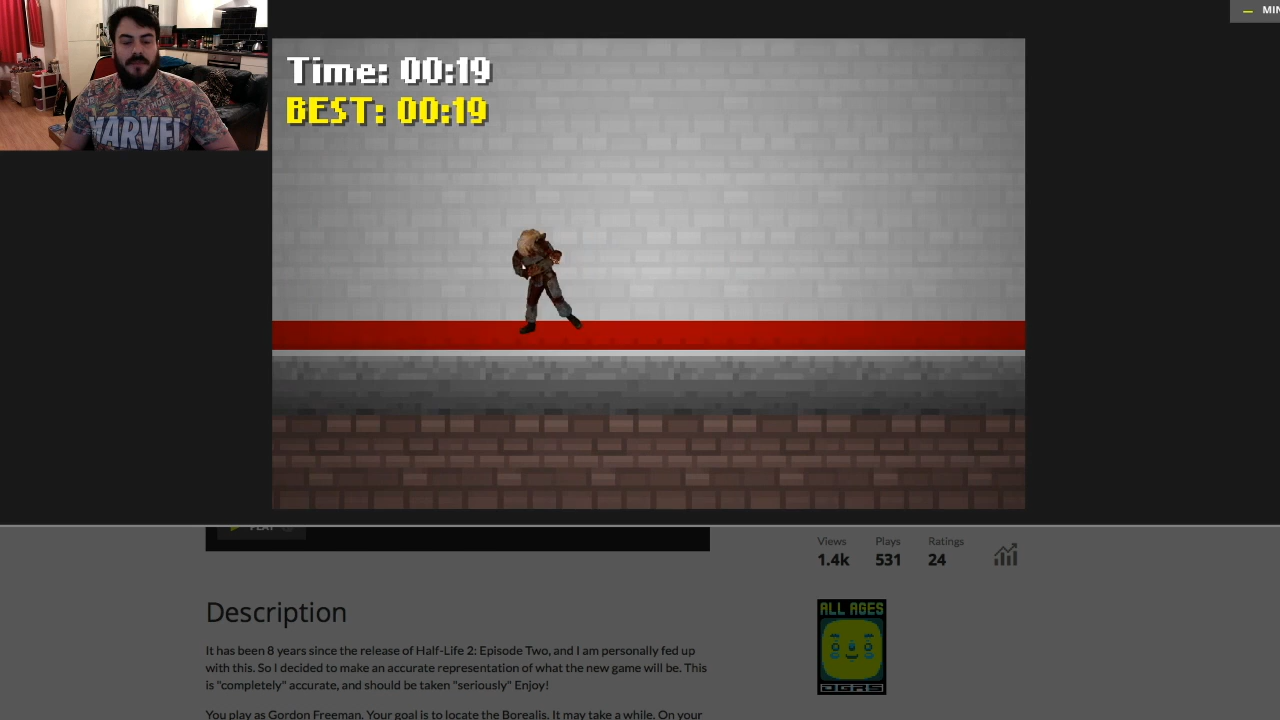 MIN
Time: 00:19
BEST: 00:19
MARVEL
PLAY
Views
Plays
Ratings
1.4k
531
24
ALL AGES
DGAS
Description
It has been 8 years since the release of Half-Life 2: Episode Two, and I am personally fed up
with this. So I decided to make an accurate representation of what the new game will be. This
is "completely" accurate, and should be taken "seriously" Enjoy!
You play as Gordon Freeman. Your goal is to locate the Borealis. It may take a while. On your